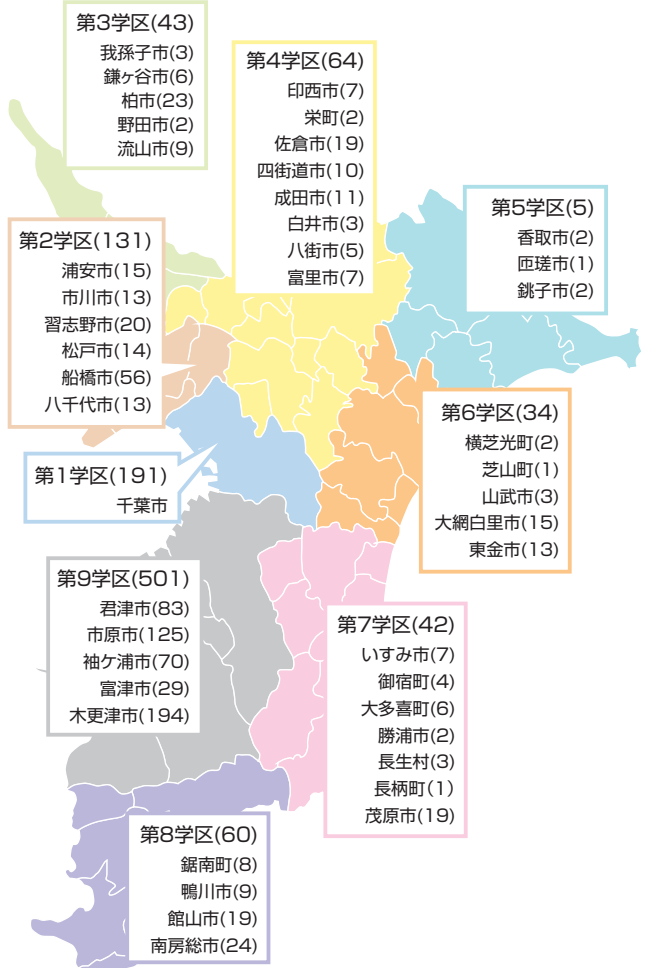 第3学区(43)
我孫子市(3)
鎌ヶ谷市(6)
柏市(23)
野田市(2)
流山市(9)
第4学区(64)
印西市(7)
栄町(2)
佐倉市(19)
四街道市(10)
成田市(11)
白井市(3)
八街市(5)
富里市(7)
第5学区(5)
香取市(2)
匝瑳市(1)
銚子市(2)
第2学区(131)
浦安市(15)
市川市(13)
習志野市(20)
松戸市(14)
船橋市(56)
八千代市(13)
第6学区(34)
横芝光町(2)
芝山町(1)
山武市(3)
大網白里市(15)
東金市(13)
第1学区(191)
千葉市
第9学区(501)
君津市(83)
市原市(125)
袖ケ浦市(70)
富津市(29)
木更津市(194)
第7学区(42)
いすみ市(7)
御宿町(4)
大多喜町(6)
勝浦市(2)
長生村(3)
長柄町(1)
茂原市(19)
第8学区(60)
鋸南町(8)
鴨川市(9)
館山市(19)
南房総市(24)